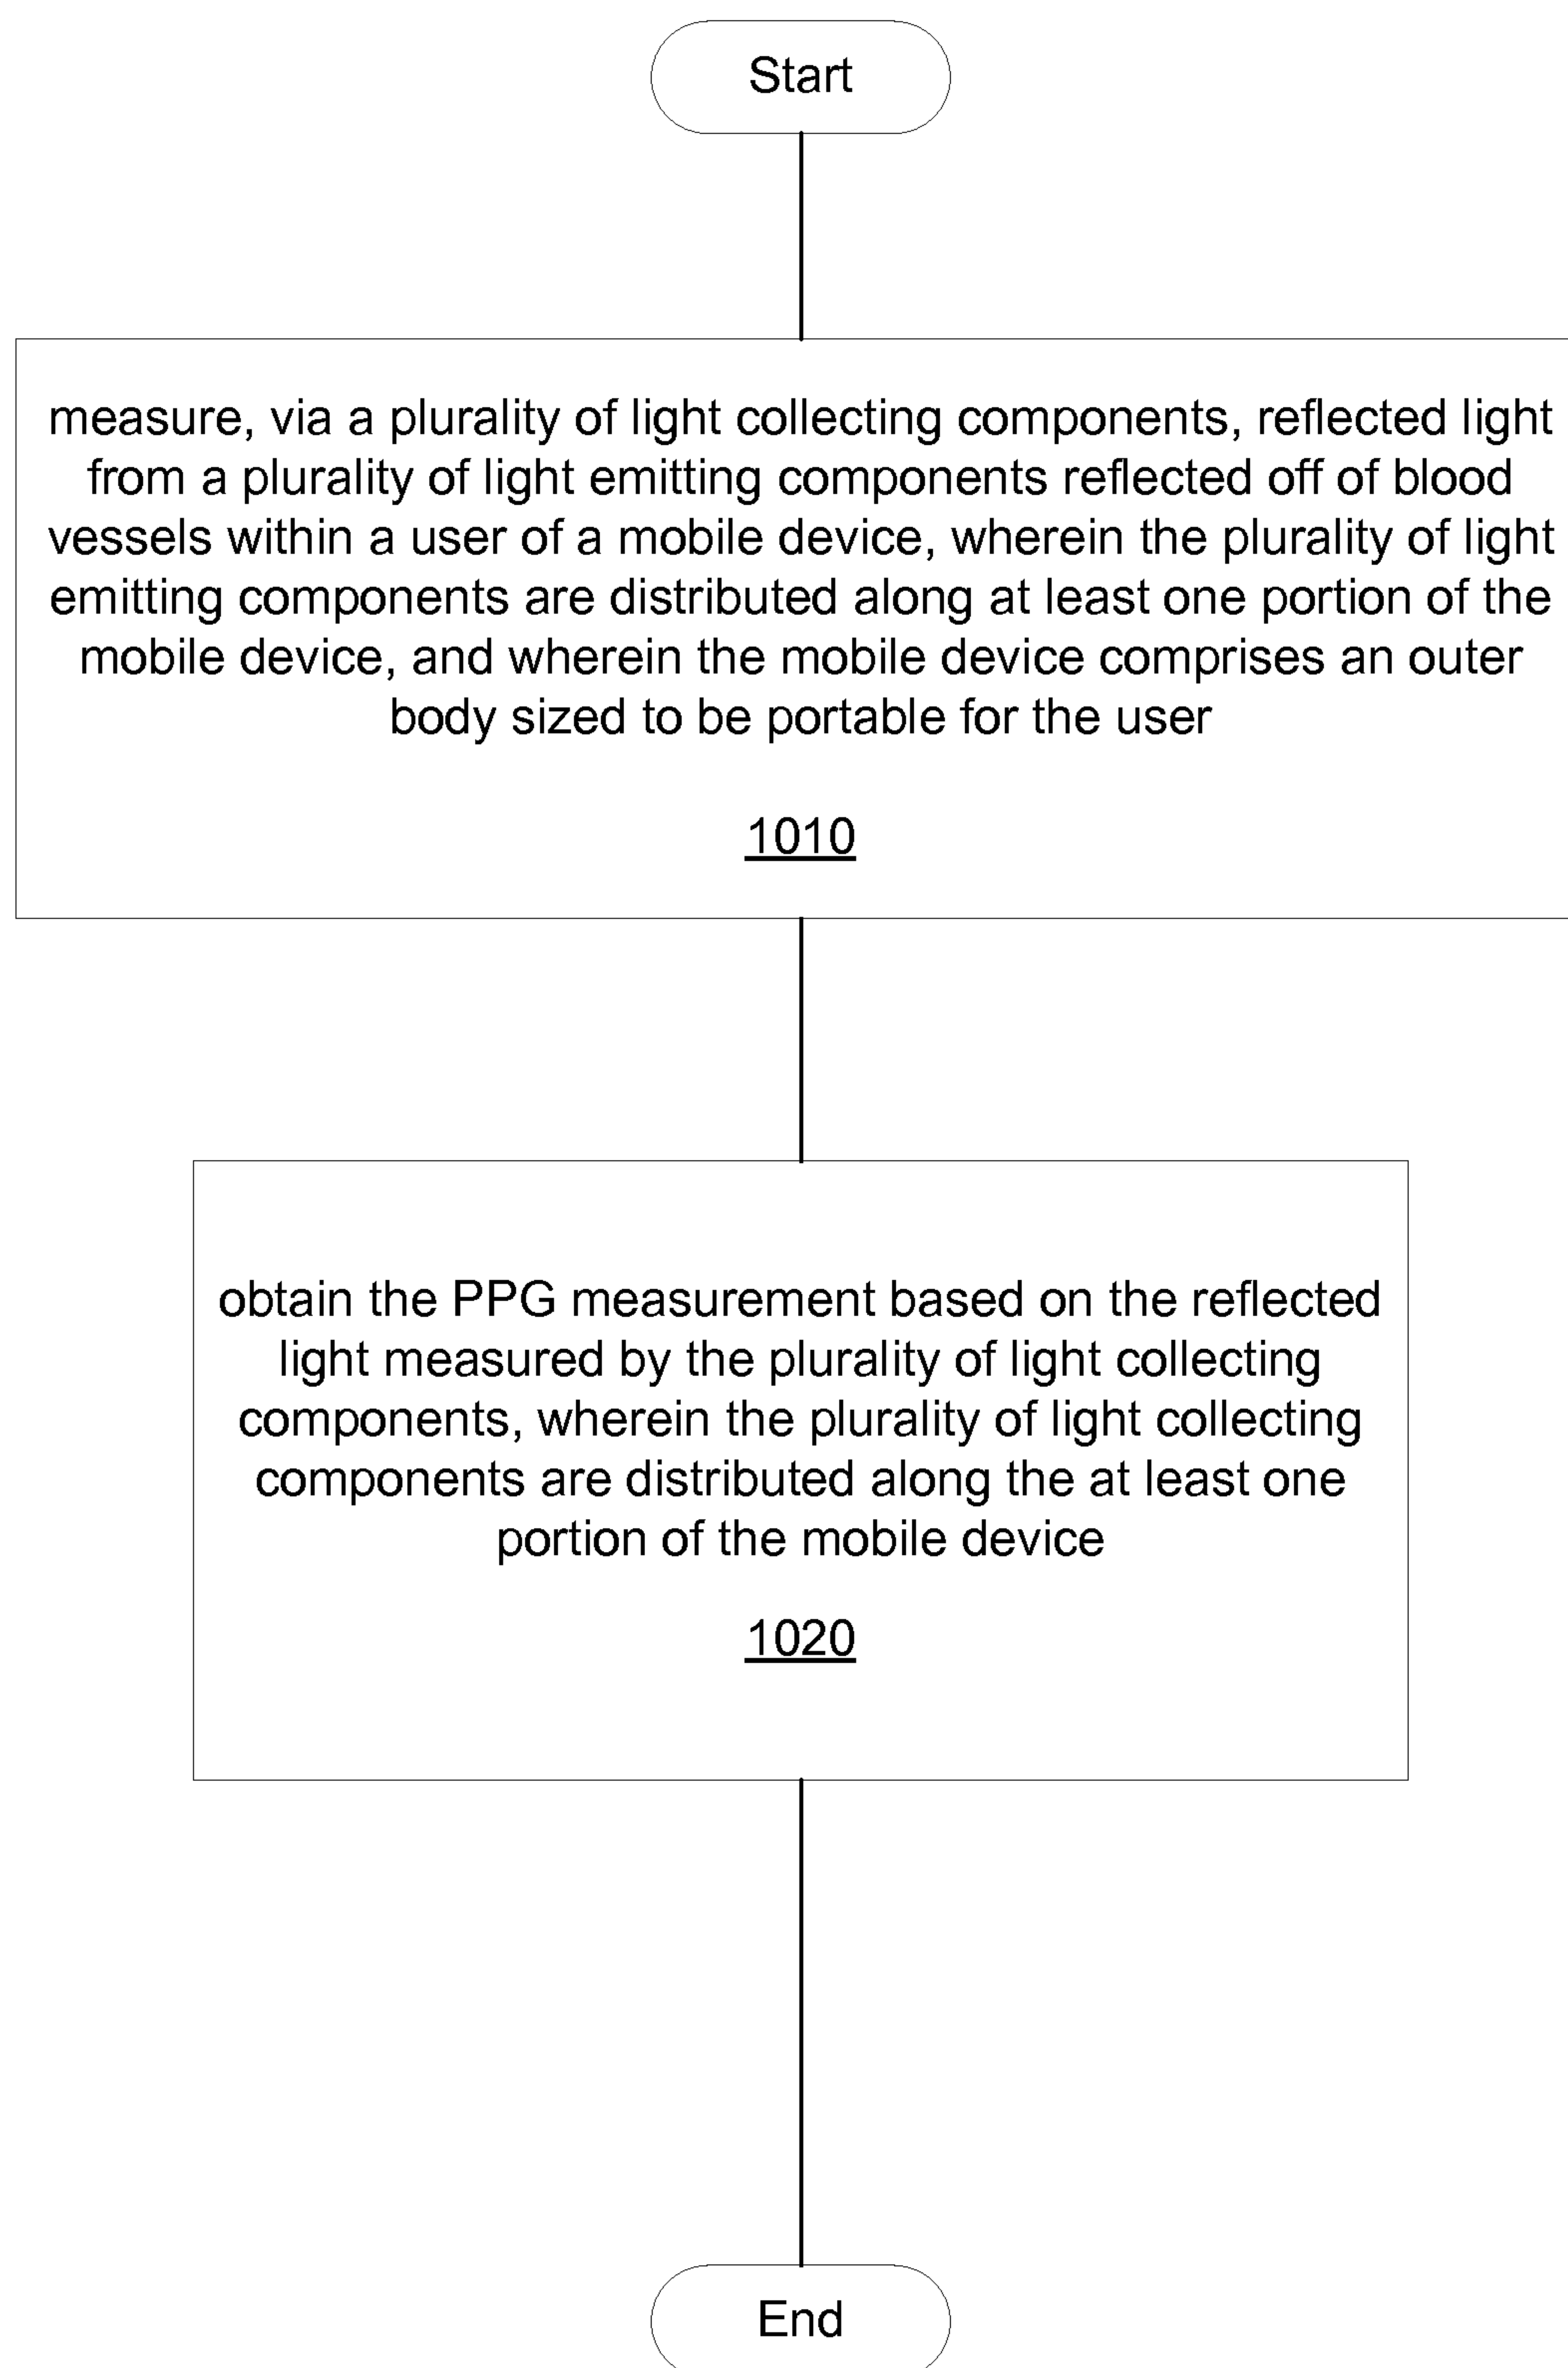 Start
measure, via a plurality of light collecting components, reflected light
from a plurality of light emitting components reflected off of blood
vessels within a user of a mobile device, wherein the plurality of light
emitting components are distributed along at least one portion of the
mobile device, and wherein the mobile device comprises an outer
body sized to be portable for the user
1010
obtain the PPG measurement based on the reflected
light measured by the plurality of light collecting
components, wherein the plurality of light collecting
components are distributed along the at least one
portion of the mobile device
1020
End